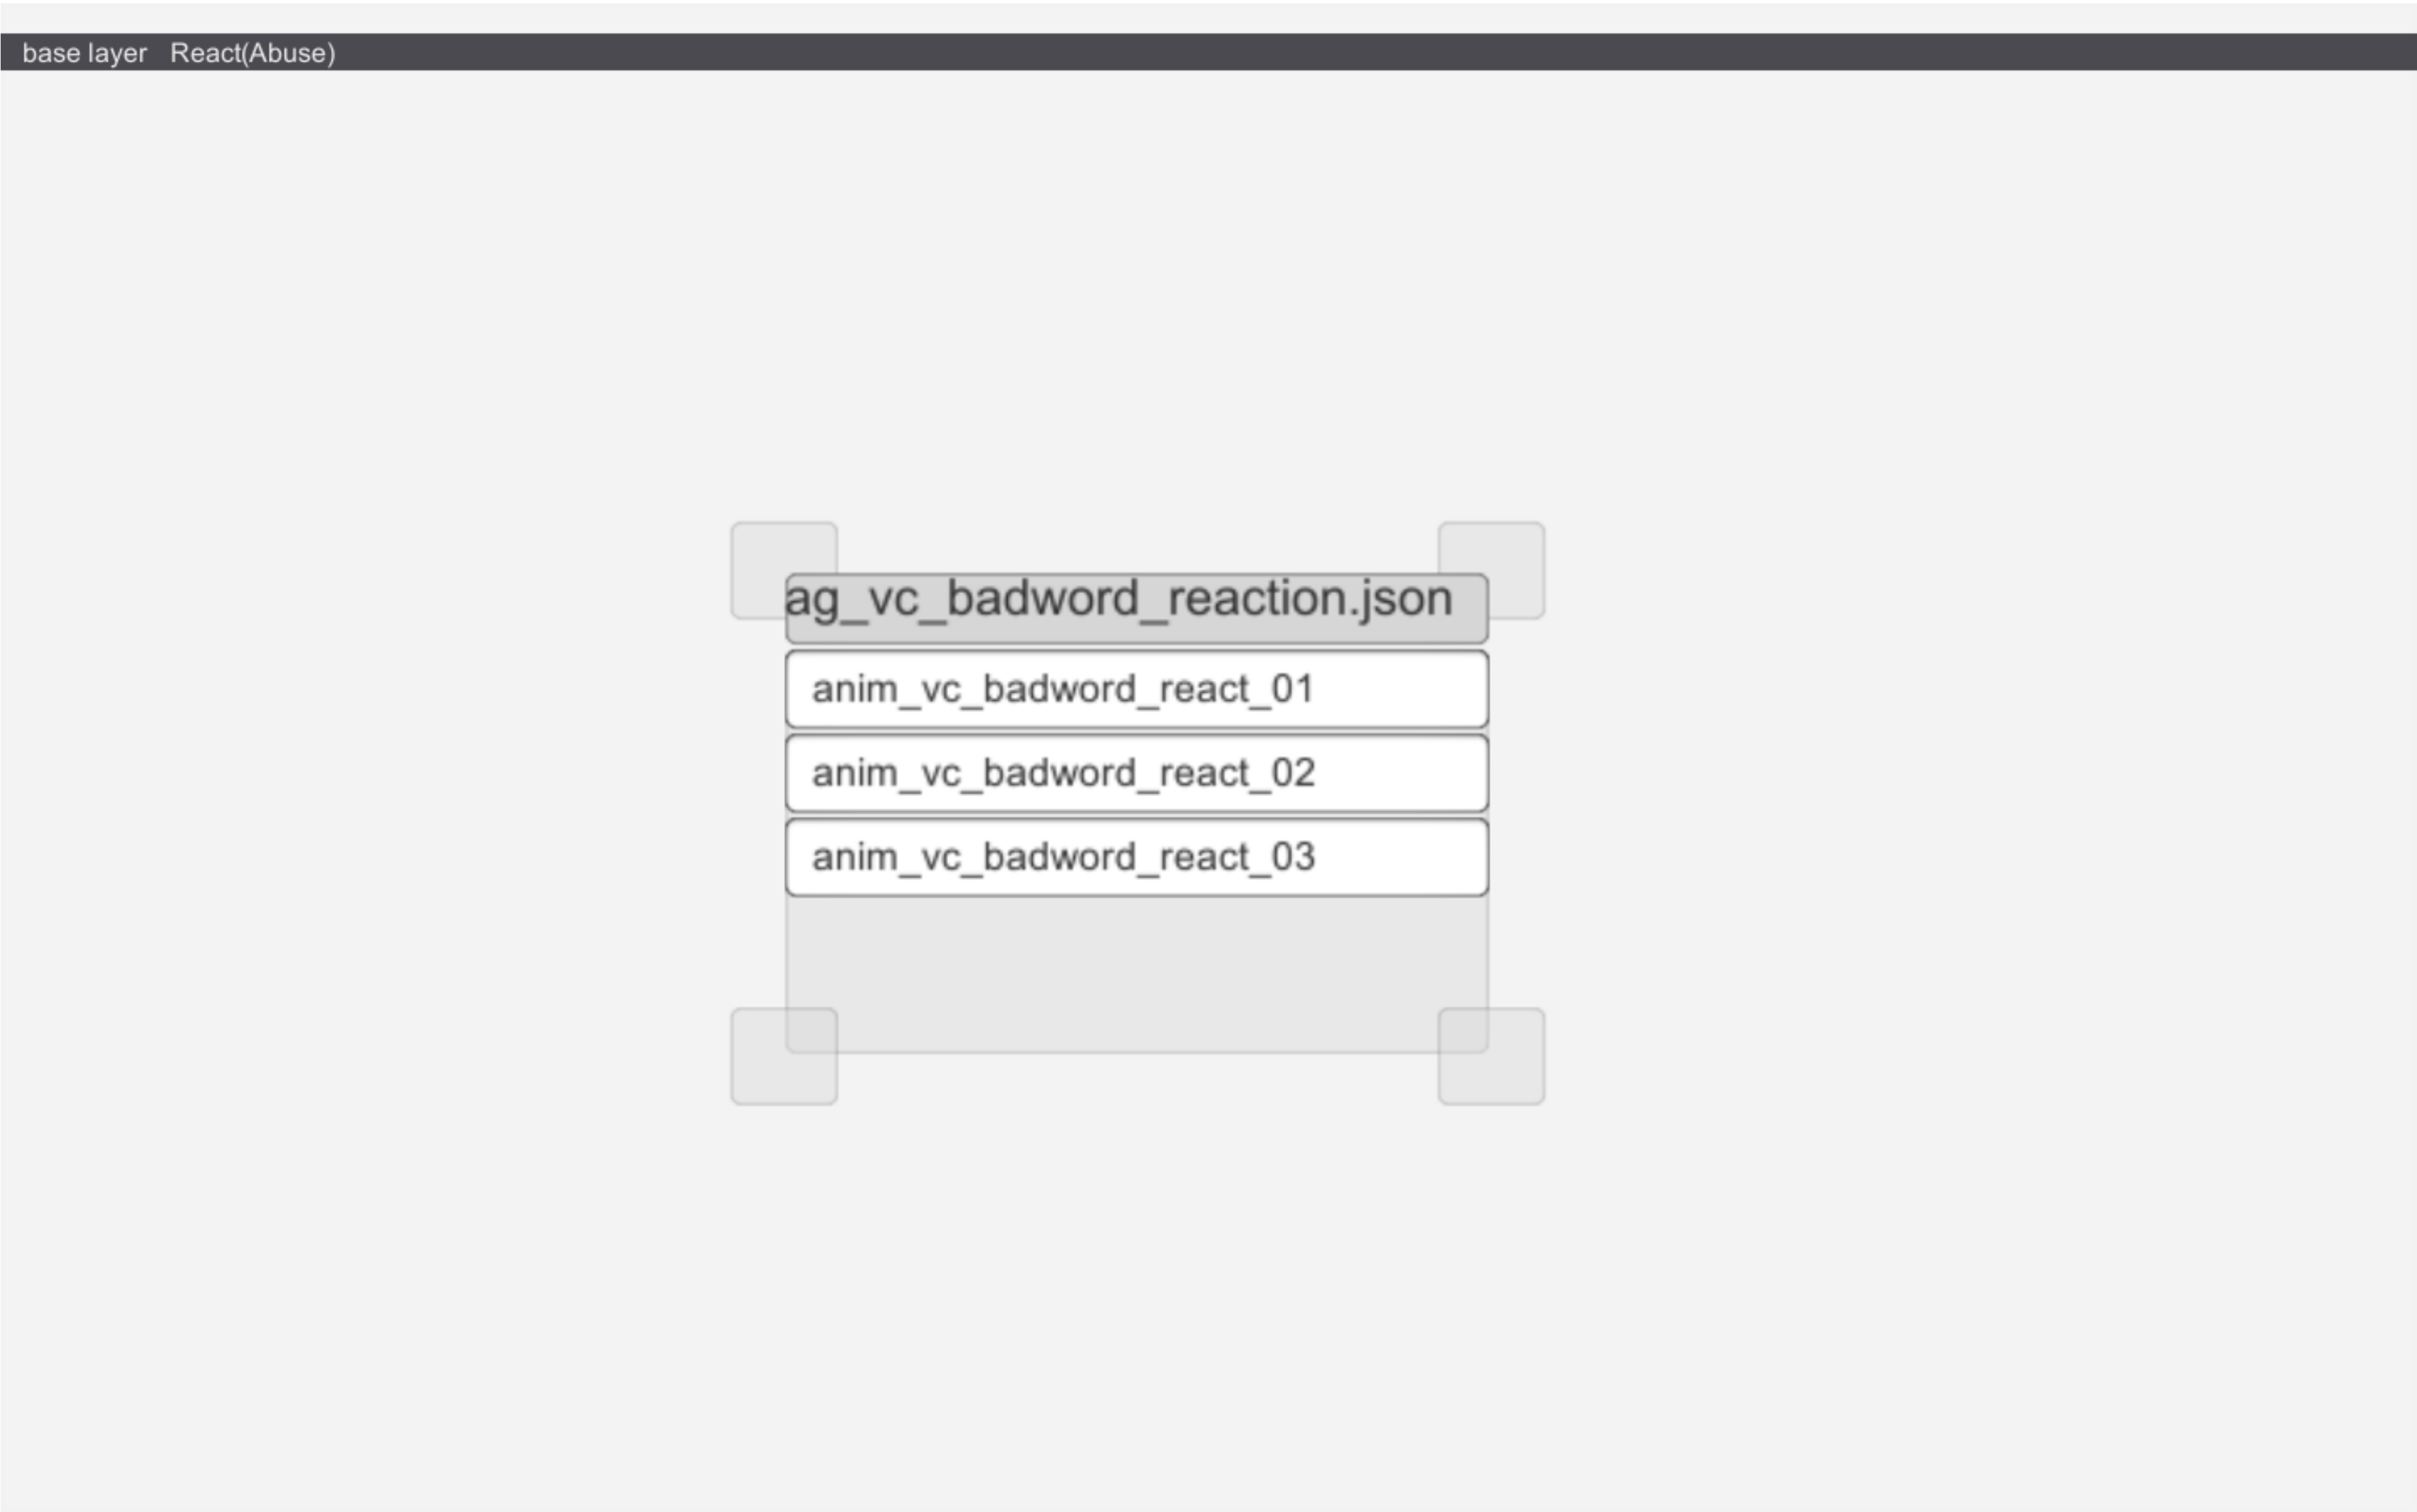 base layer React(Abuse)
ag_vc_badword_reaction.json
anim_vc_badword_react_01
anim_vc_badword_react_02
anim_vc_badword_react_03